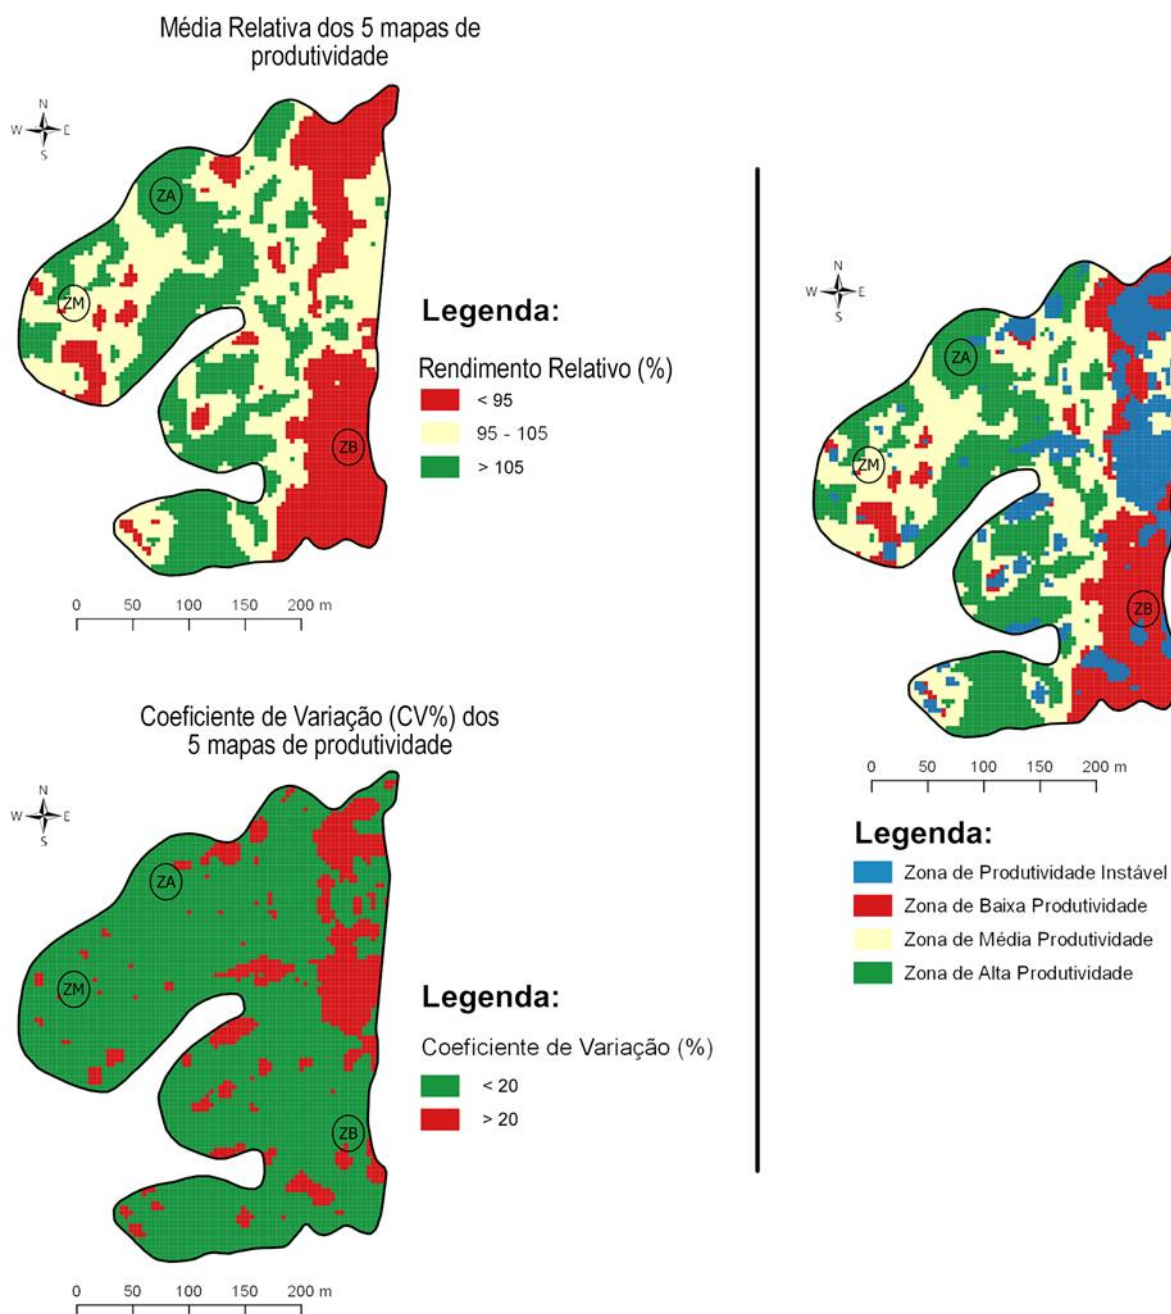 Média Relativa dos 5 mapas de
produtividade
N
W E
S
ZA
ZM
ZB
Legenda:
Rendimento Relativo (%)
< 95
95 - 105
> 105
0 50 100 150 200 m
Coeficiente de Variação (CV%) dos
5 mapas de produtividade
N
W E
S
ZA
ZM
ZB
Legenda:
Coeficiente de Variação (%)
< 20
> 20
0 50 100 150 200 m
N
W E
S
ZA
ZM
ZB
0 50 100 150 200 m
Legenda:
Zona de Produtividade Instável
Zona de Baixa Produtividade
Zona de Média Produtividade
Zona de Alta Produtividade